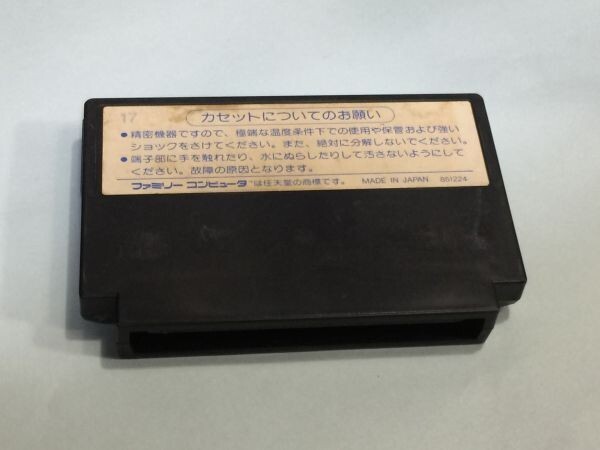 17
カセットについてのお願い
●精密機器ですので、極端な温度条件下での使用や保管および強い
ショックをさけてください。また、絶対に分解しないでください。
●端子部に手を触れたり、水にぬらしたりして汚さないようにして
ください。故障の原因となります。
ファミリーコンピュータ™は任天堂の商標です。 MADE IN JAPAN 861224